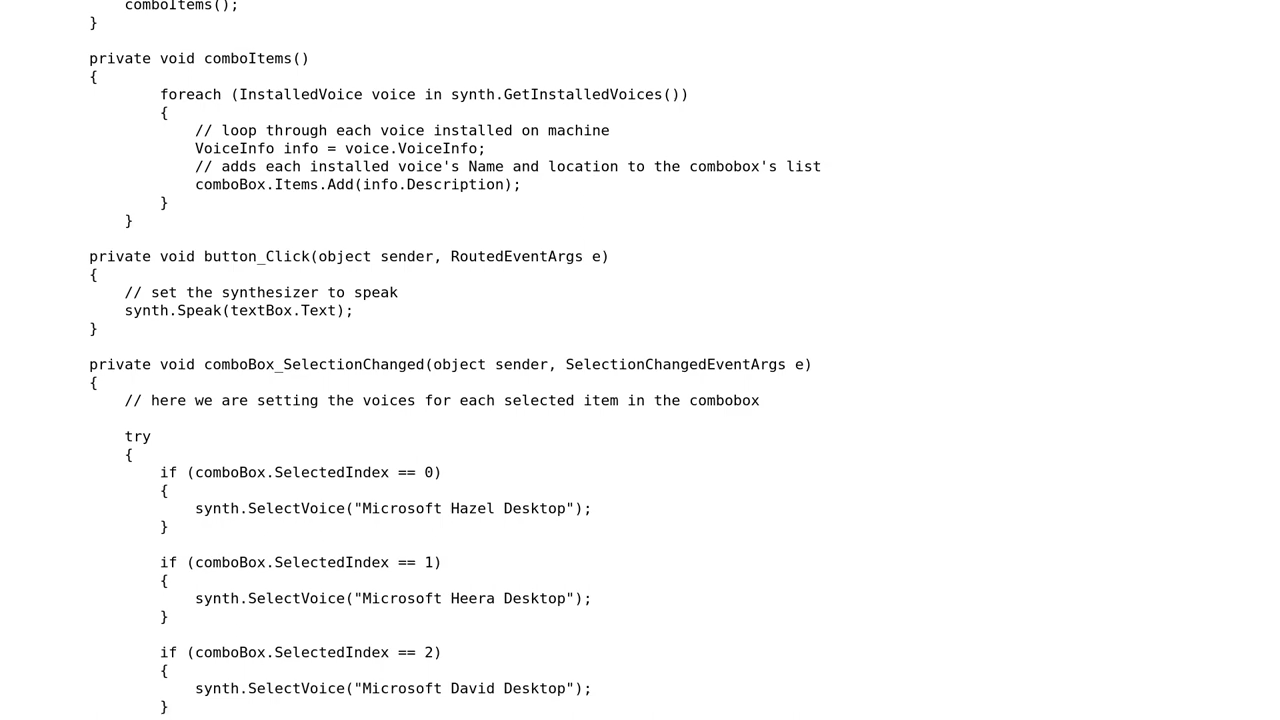 comboItems();
}
private void comboItems()
{
foreach (InstalledVoice voice in synth.GetInstalledVoices())
{
// loop through each voice installed on machine
VoiceInfo info = voice.VoiceInfo;
// adds each installed voice's Name and location to the combobox's list
comboBox.Items.Add(info.Description);
}
}
private void button_Click(object sender, RoutedEventArgs e)
{
// set the synthesizer to speak
synth.Speak(textBox.Text);
}
private void comboBox_SelectionChanged(object sender, SelectionChangedEventArgs e)
{
// here we are setting the voices for each selected item in the combobox
try
{
if (comboBox.SelectedIndex == 0)
{
synth.SelectVoice("Microsoft Hazel Desktop");
}
if (comboBox.SelectedIndex == 1)
{
synth.SelectVoice("Microsoft Heera Desktop");
}
if (comboBox.SelectedIndex == 2)
{
synth.SelectVoice("Microsoft David Desktop");
}